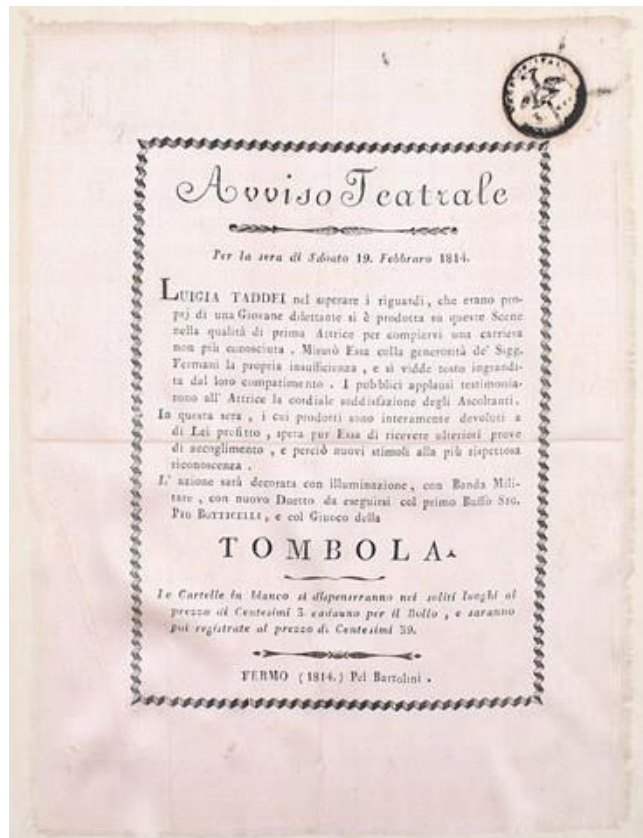 Avviso Teatrale
Per la sera di Sabato 19. Febbraro 1814.
LUIGIA TADDEI nel superare i riguardi, che erano pro-
prj di una Giovane dilettante si è prodotta su queste Scene
nella qualità di prima Attrice per compiervi una carriera
non più conosciuta. Misurò Essa colla generosità de' Sigg.
Fermani la propria insufficienza, e si vidde tosto ingrandi-
ta dal loro compatimento. I pubblici applausi testimonia-
rono all' Attrice la cordiale soddisfazione degli Ascoltanti.
In questa sera, i cui prodotti sono interamente devoluti a
di Lei profitto, spera pur Essa di ricevere ulteriori prove
di accoglimento, e perciò nuovi stimoli alla più rispettosa
riconoscenza.
L' azione sarà decorata con illuminazione, con Banda Mili-
tare, con nuovo Duetto da eseguirsi col primo Buffo SIG.
PIO BOTTICELLI, e col Giuoco della
TOMBOLA.
Le Cartelle in bianco si dispenseranno nei soliti luoghi al
prezzo di Centesimi 3 cadauno per il Bollo, e saranno
poi registrate al prezzo di Centesimi 39.
FERMO (1814.) Pel Bartolini.